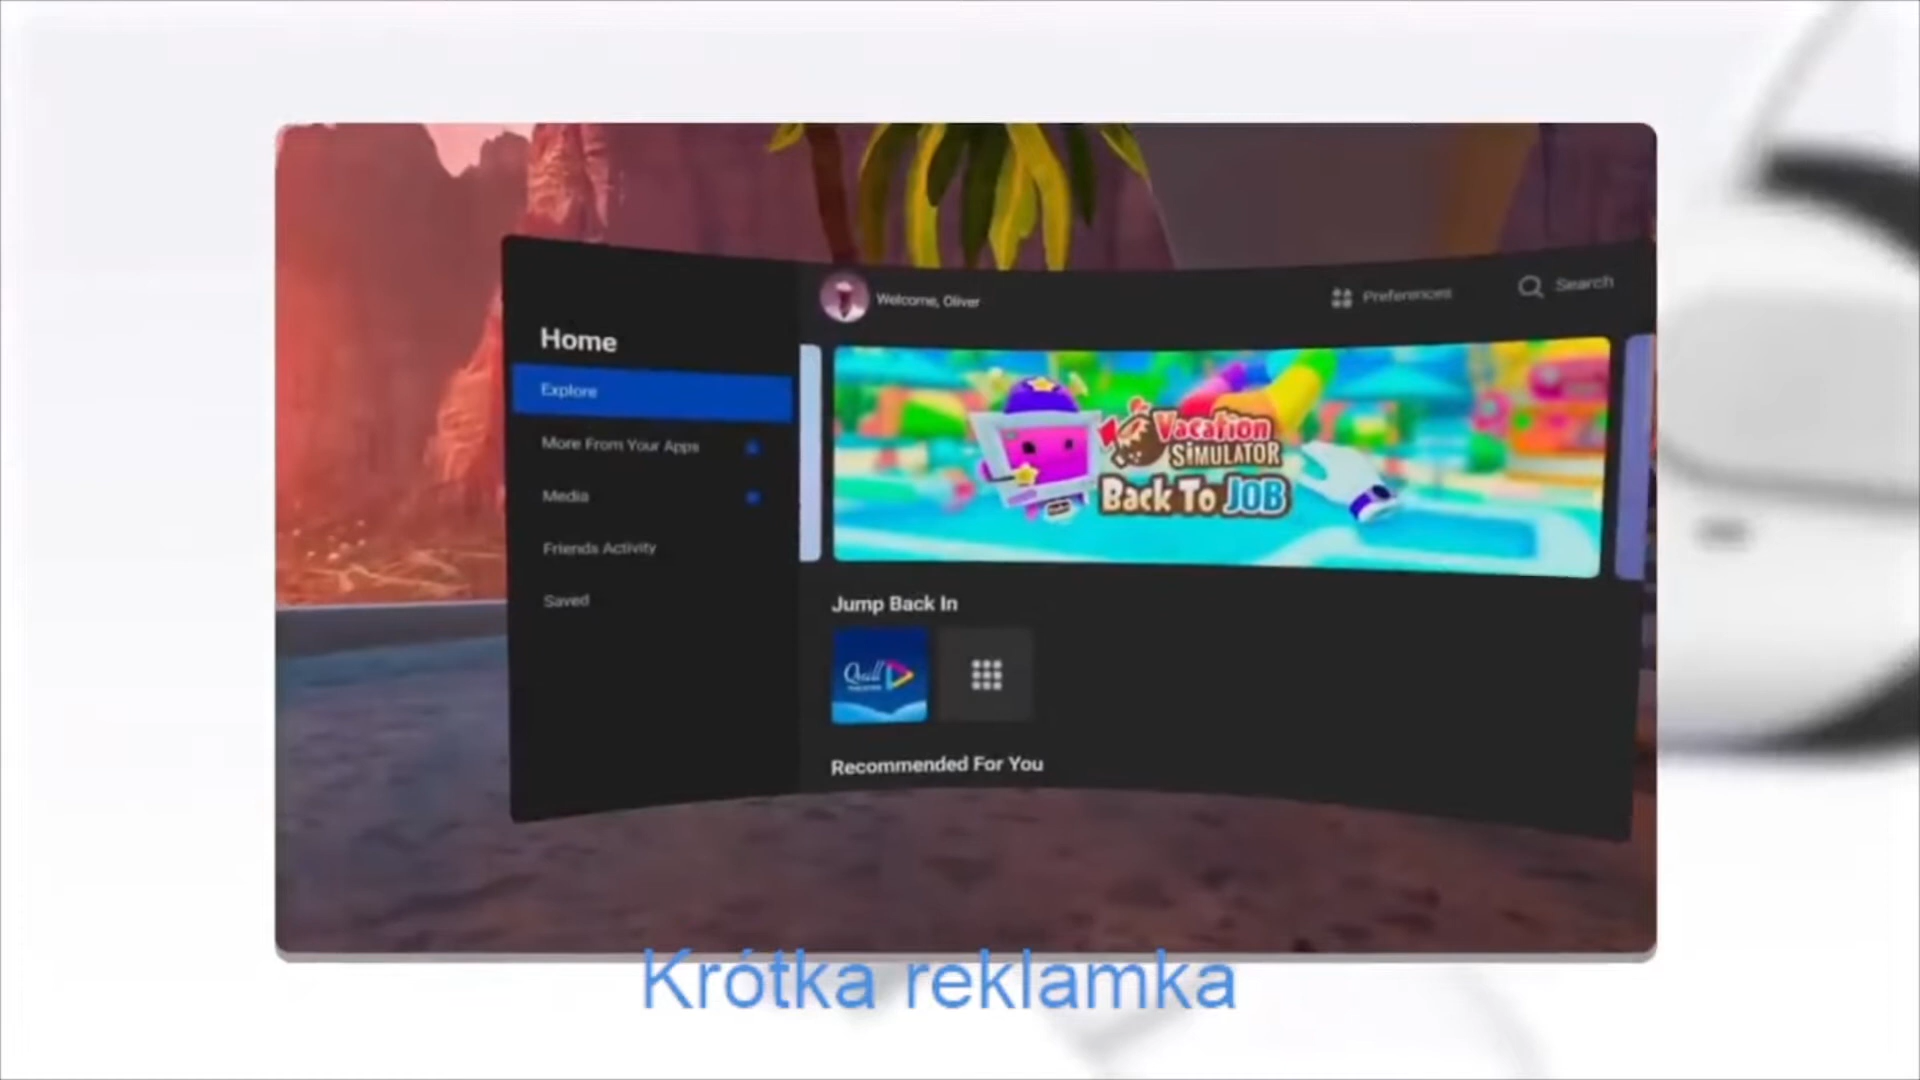 Welcome, Oliver
Preferences
Search
Home
Explore
More From Your Apps
Media
Friends Activity
Saved
Vacation
SIMULATOR
Back To JOB
Jump Back In
Quill
Recommended For You
Krótka reklamka